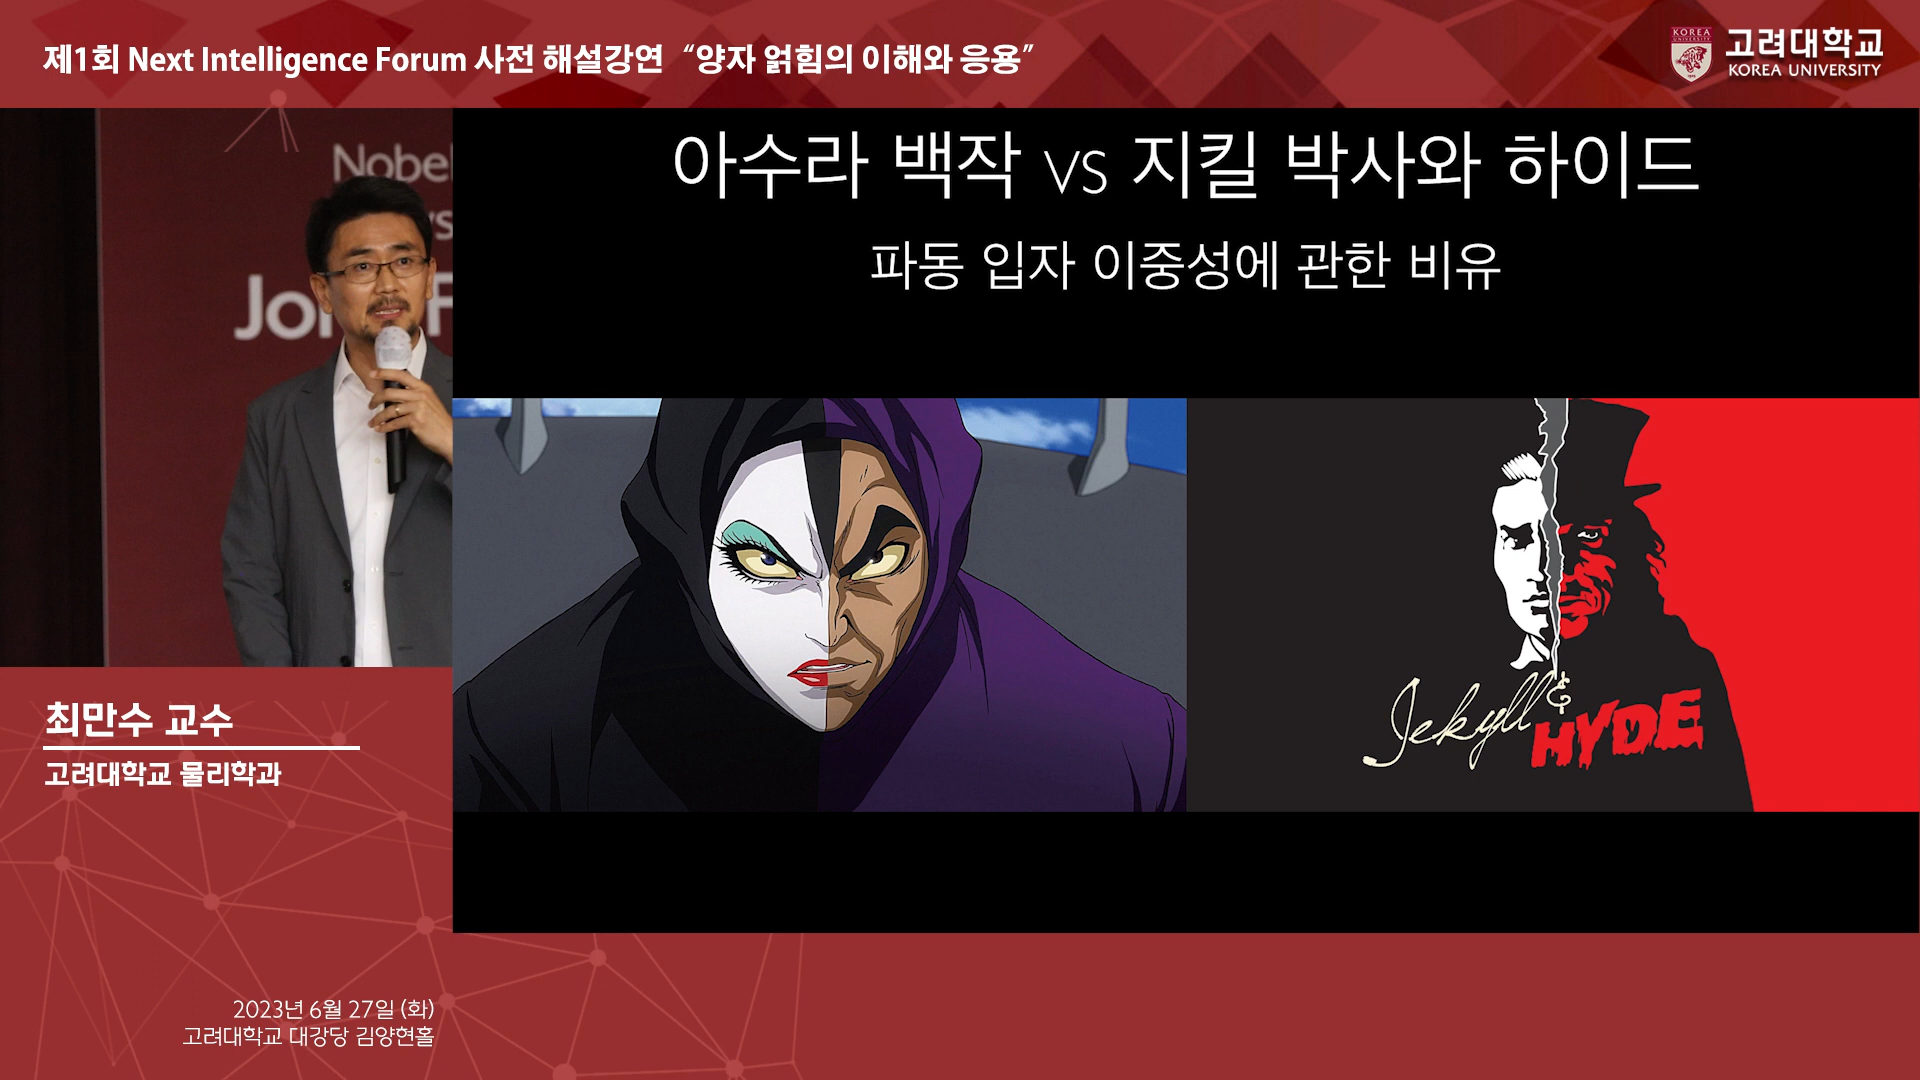 제1회 Next Intelligence Forum 사전 해설강연 “양자 얽힘의 이해와 응용”
KOREA
UNIVERSITY
고려대학교
KOREA UNIVERSITY
Nobel
아수라 백작 vs 지킬 박사와 하이드
파동 입자 이중성에 관한 비유
Jekyll &
HYDE
최만수 교수
고려대학교 물리학과
2023년 6월 27일 (화)
고려대학교 대강당 김양현홀